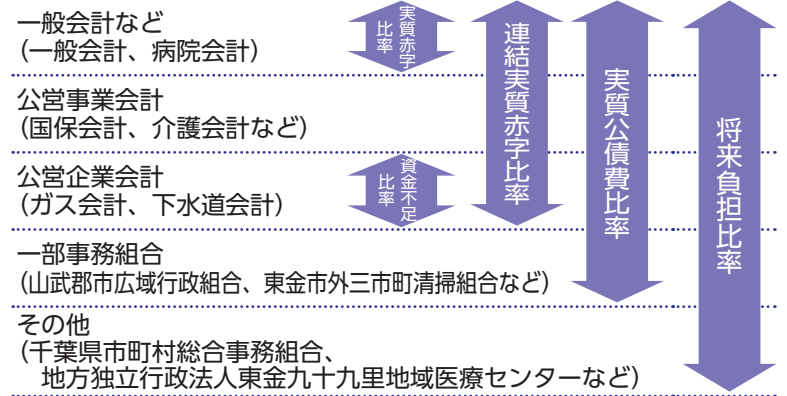 一般会計など
(一般会計、病院会計)
公営事業会計
(国保会計、介護会計など)
公営企業会計
(ガス会計、下水道会計)
一部事務組合
(山武郡市広域行政組合、東金市外三市町清掃組合など)
その他
(千葉県市町村総合事務組合、
地方独立行政法人東金九十九里地域医療センターなど)
実質赤字
比率
資金不足
比率
連結実質赤字比率
実質公債費比率
将来負担比率